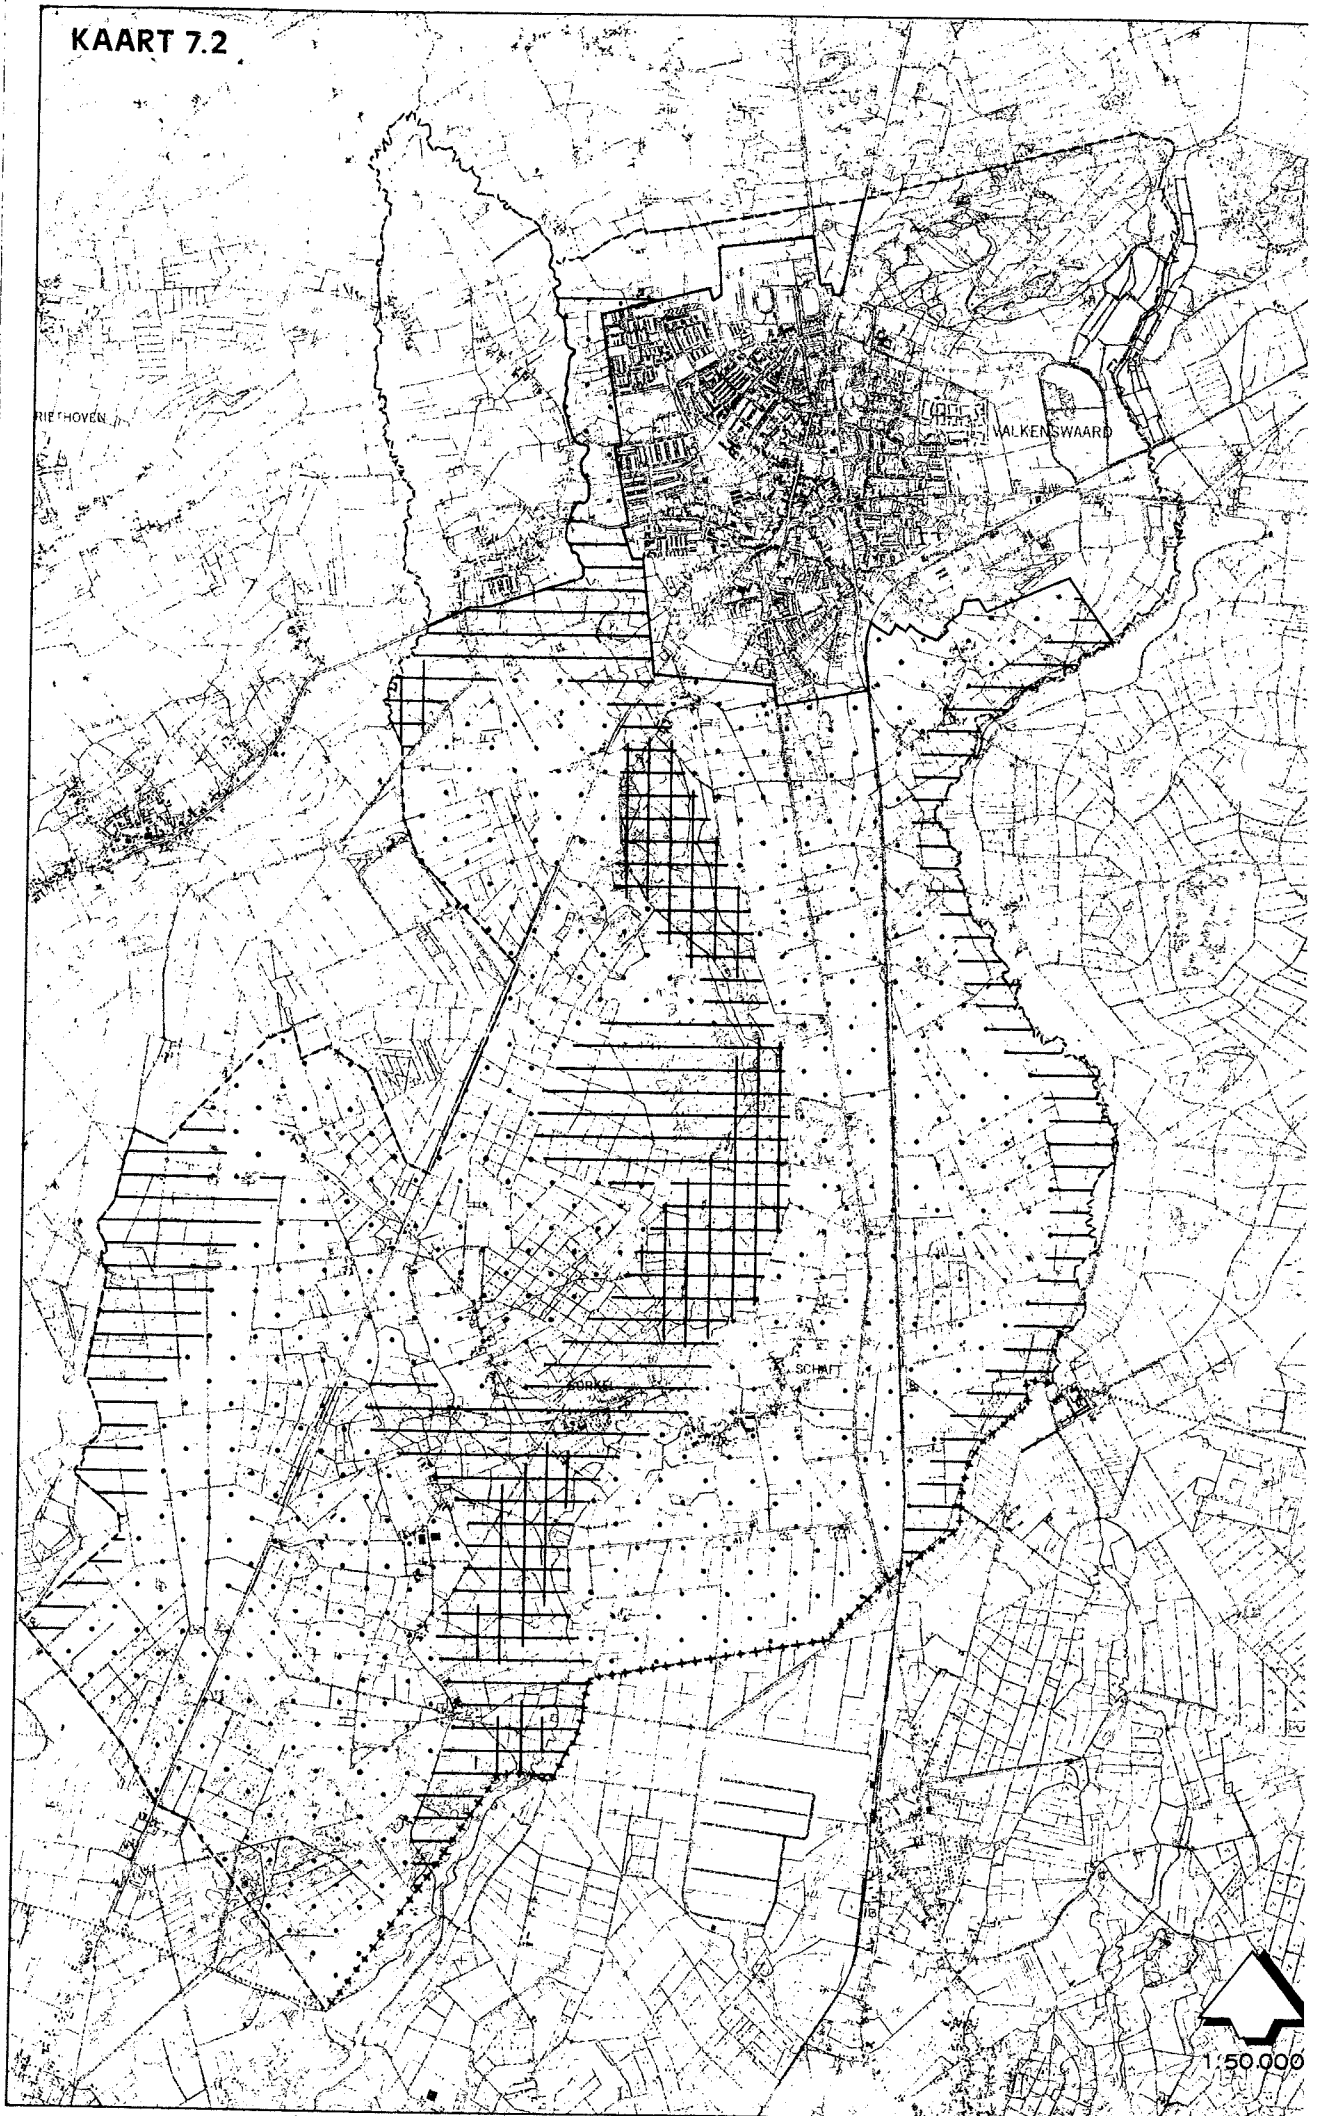 KAART 7.2
RIETHOVEN
VALKENSWAARD
SCHAFT
BORKEL
1:50.000